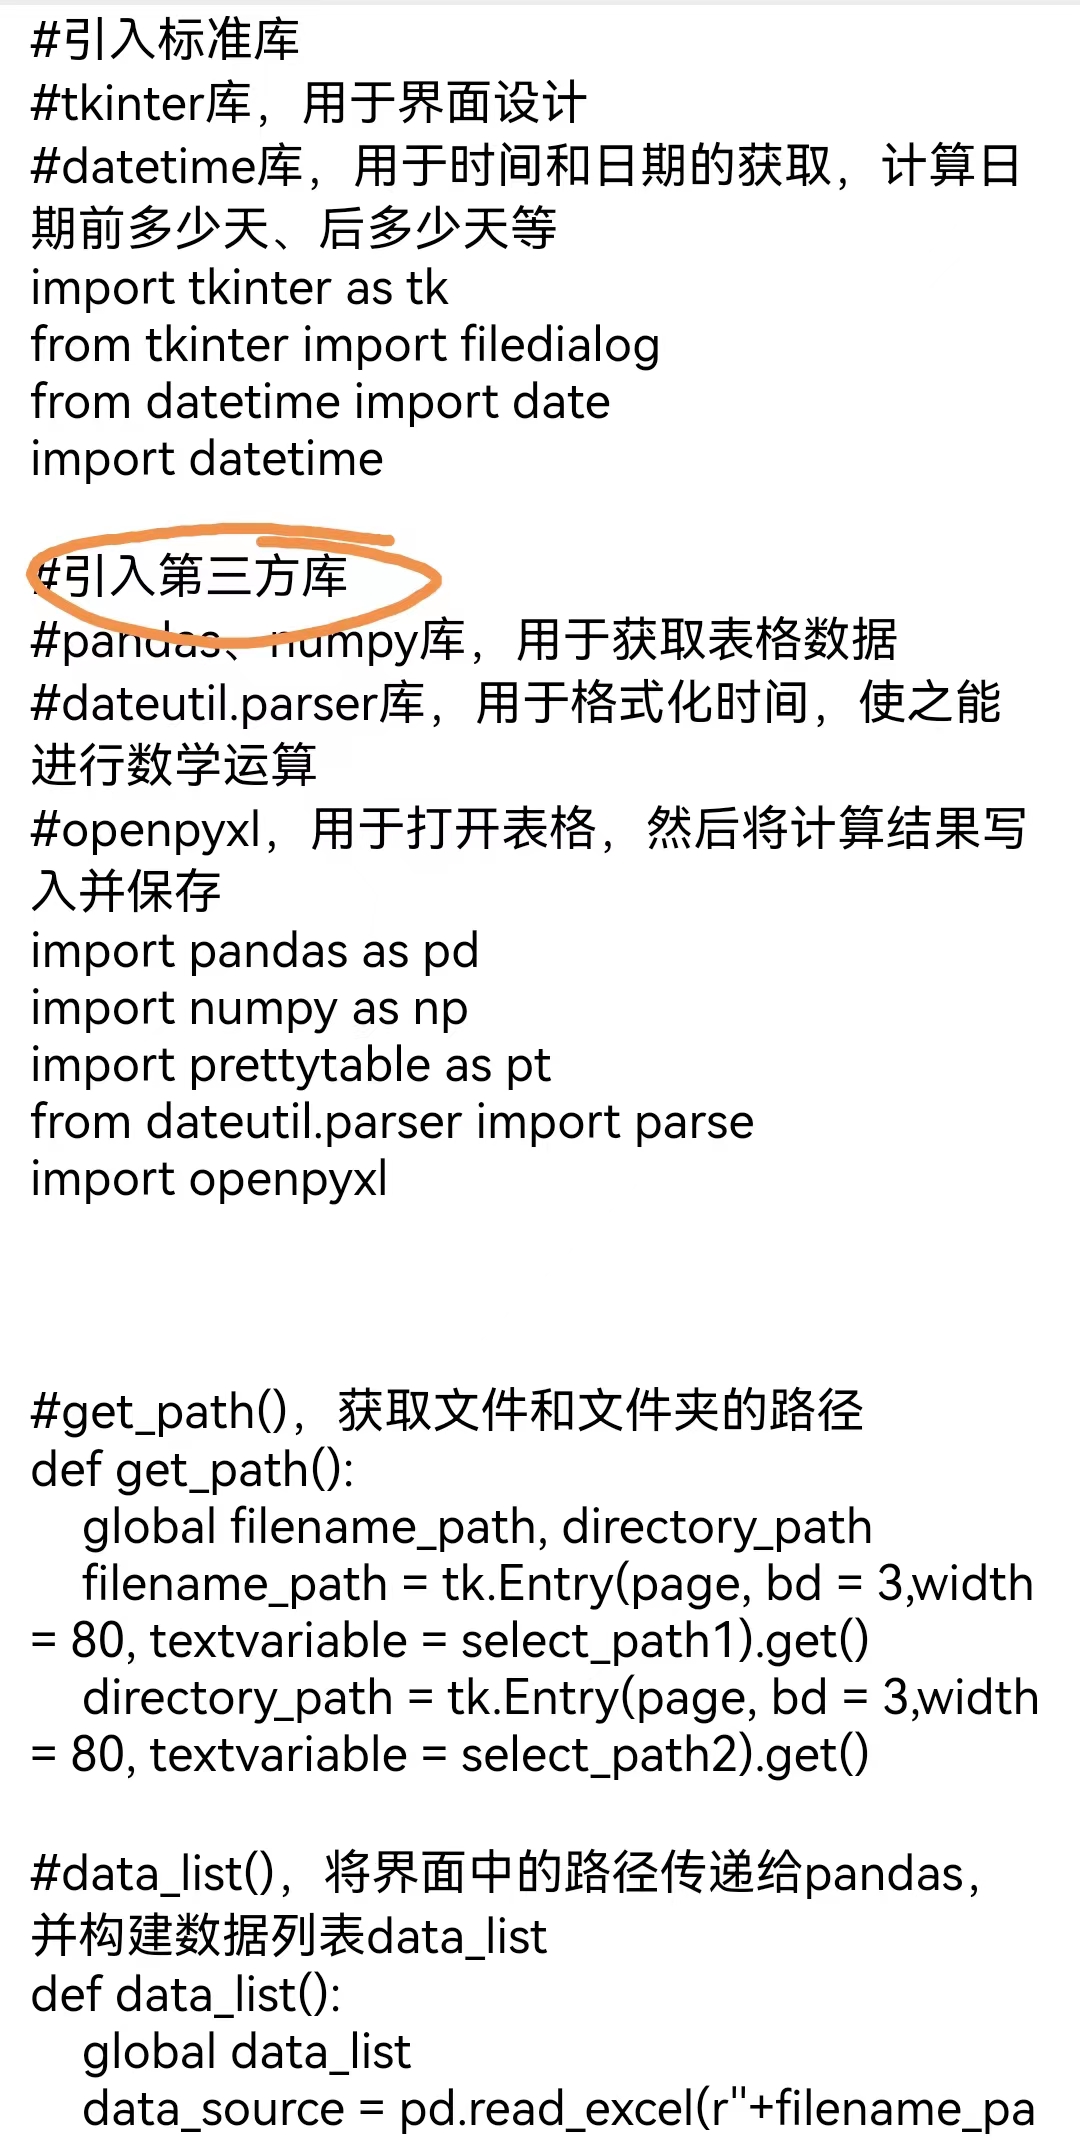 #引入标准库
#tkinter库，用于界面设计
#datetime库，用于时间和日期的获取，计算日
期前多少天、后多少天等
import tkinter as tk
from tkinter import filedialog
from datetime import date
import datetime
#引入第三方库
#pandas、numpy库，用于获取表格数据
#dateutil.parser库，用于格式化时间，使之能
进行数学运算
#openpyxl，用于打开表格，然后将计算结果写
入并保存
import pandas as pd
import numpy as np
import prettytable as pt
from dateutil.parser import parse
import openpyxl
#get_path()，获取文件和文件夹的路径
def get_path():
global filename_path, directory_path
filename_path = tk.Entry(page, bd = 3,width
= 80, textvariable = select_path1).get()
directory_path = tk.Entry(page, bd = 3,width
= 80, textvariable = select_path2).get()
#data_list()，将界面中的路径传递给pandas，
并构建数据列表data_list
def data_list():
global data_list
data_source = pd.read_excel(r''+filename_pa